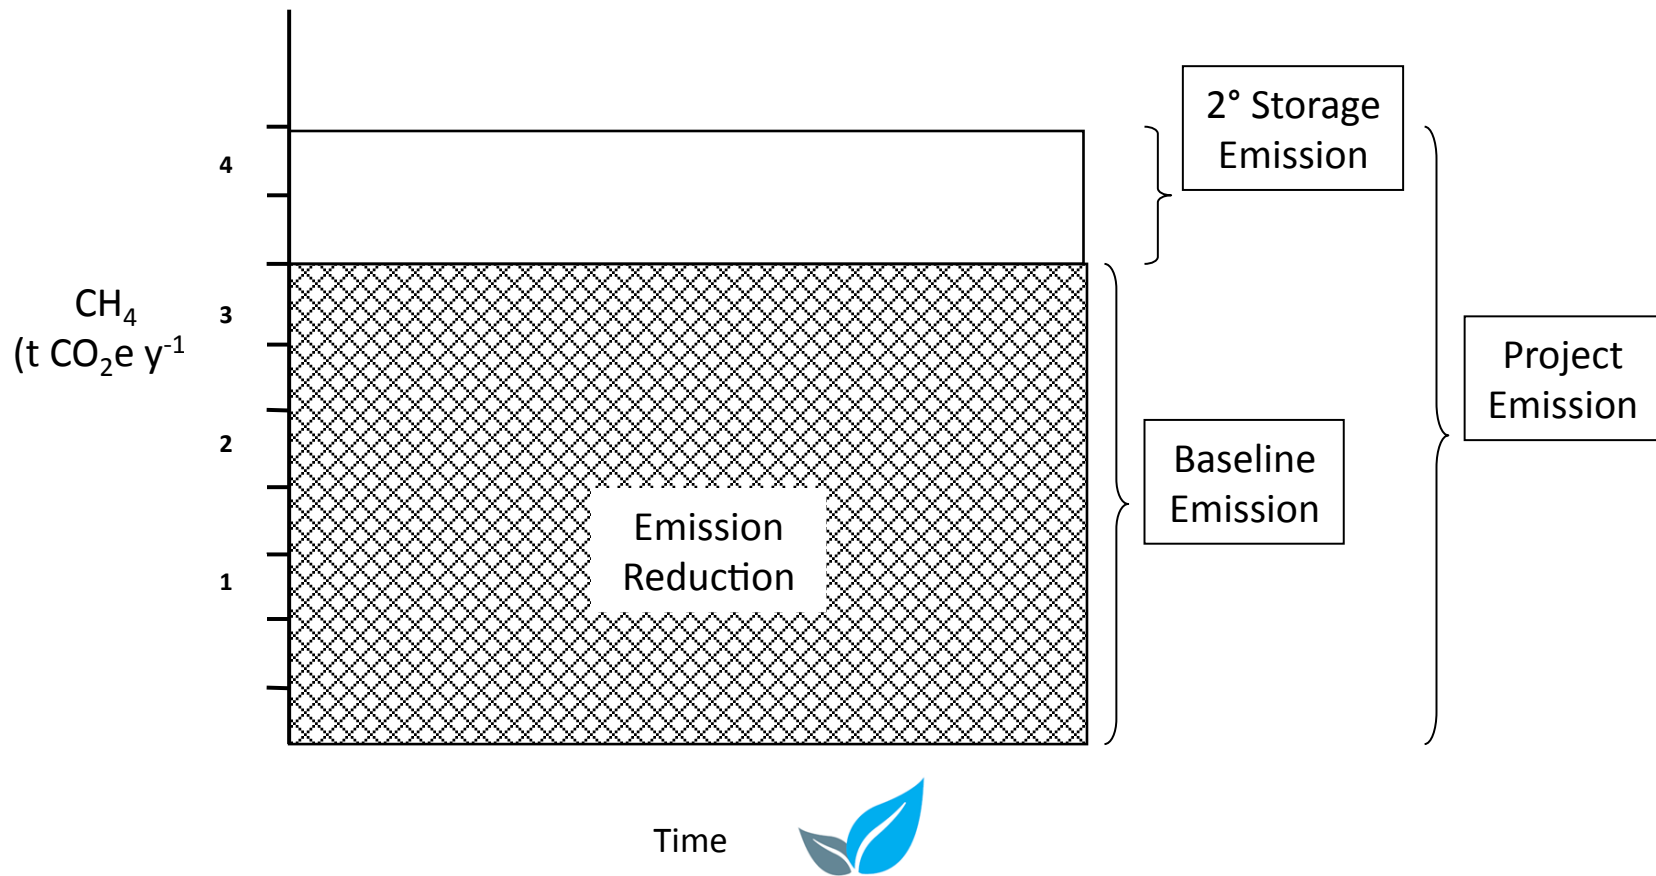 2° Storage
Emission
4
CH₄
(t CO₂e y⁻¹
3
Project
Emission
2
Baseline
Emission
Emission
Reduction
1
Time